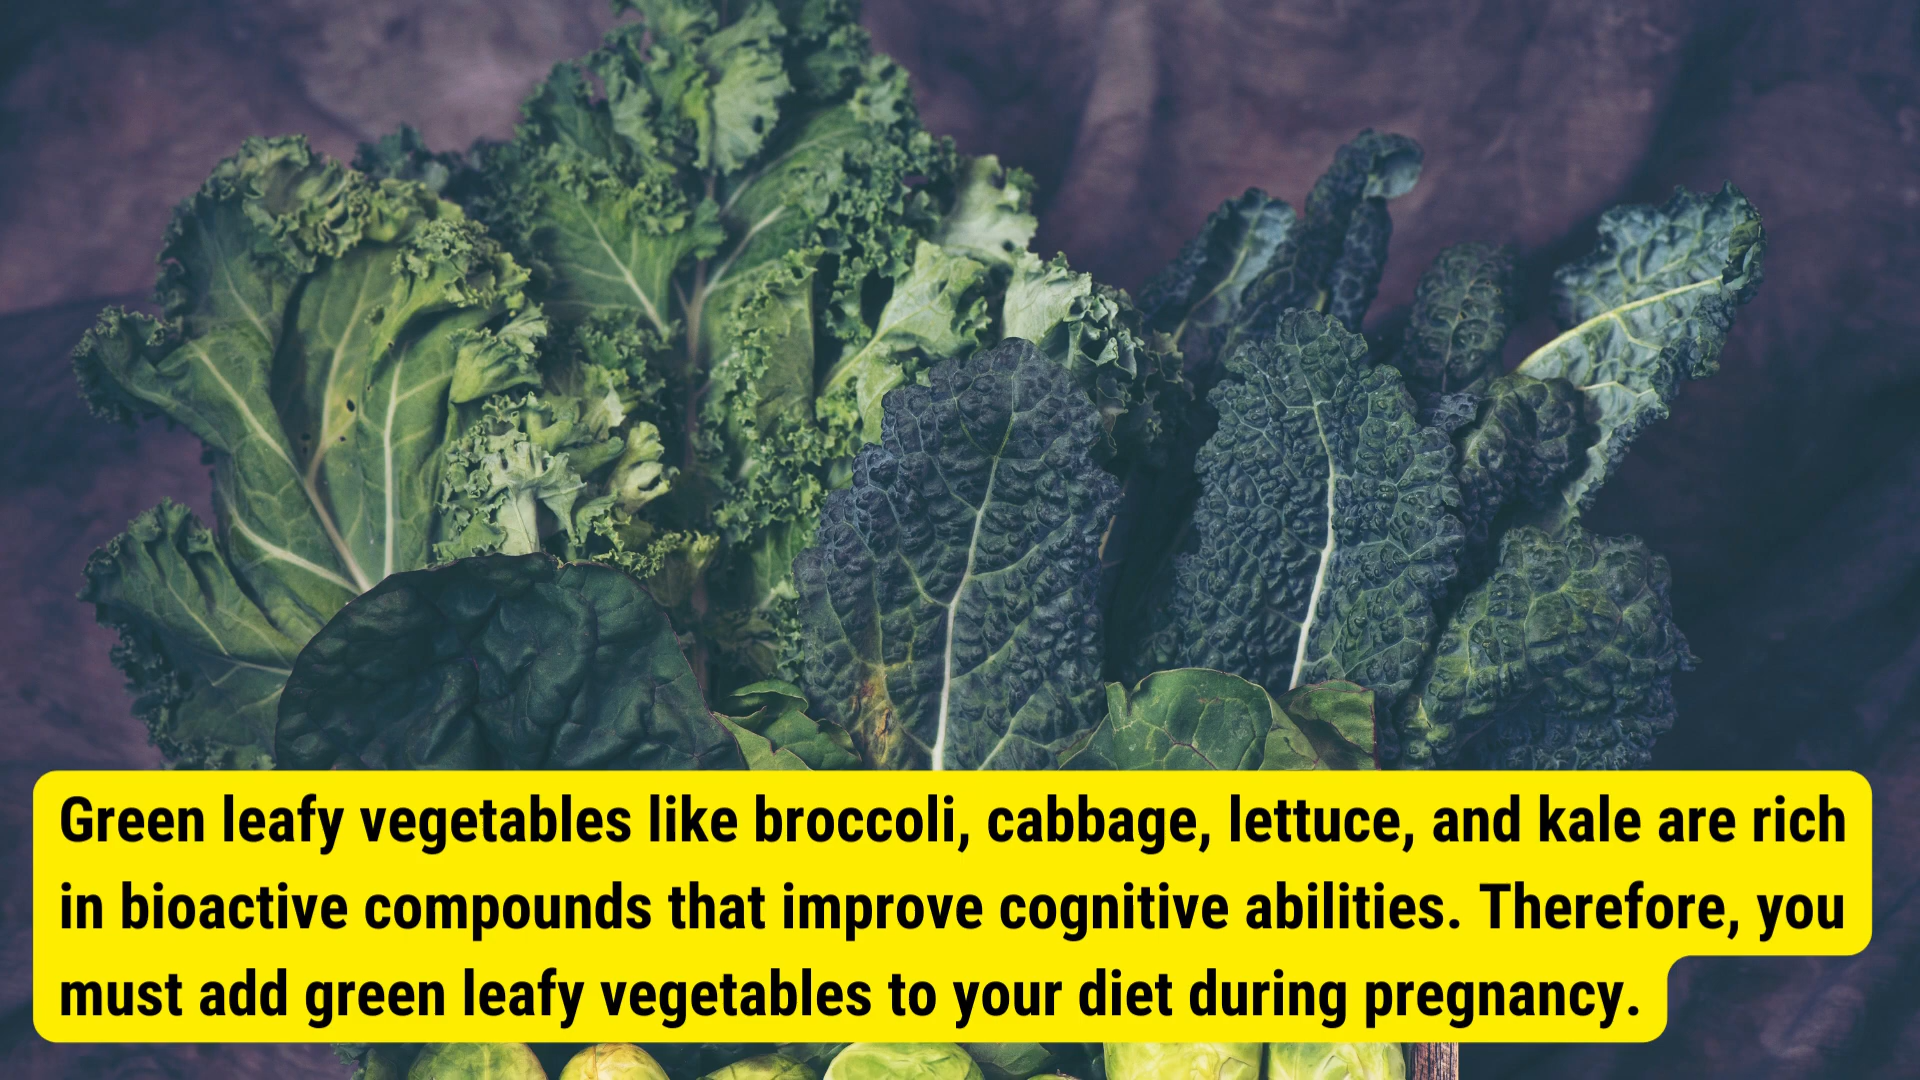 Green leafy vegetables like broccoli, cabbage, lettuce, and kale are rich
in bioactive compounds that improve cognitive abilities. Therefore, you
must add green leafy vegetables to your diet during pregnancy.